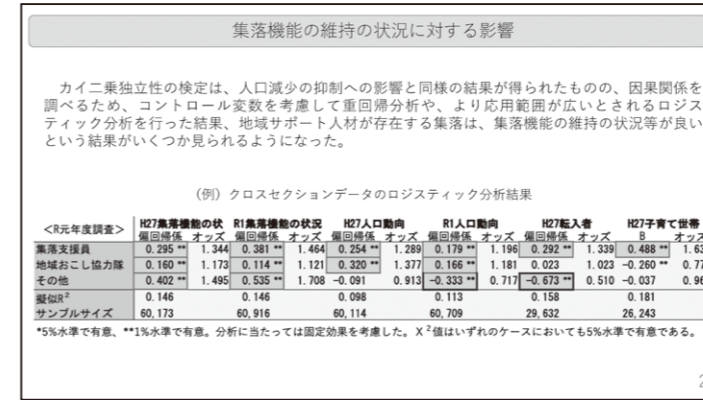 集落機能の維持の状況に対する影響
カイ二乗独立性の検定は、人口減少の抑制への影響と同様の結果が得られたものの、因果関係を
調べるため、コントロール変数を考慮して重回帰分析や、より応用範囲が広いとされるロジス
ティック分析を行った結果、地域サポート人材が存在する集落は、集落機能の維持の状況等が良い
という結果がいくつか見られるようになった。
（例）クロスセクションデータのロジスティック分析結果
<R元年度調査> H27集落機能の状 R1集落機能の状況 H27人口動向 R1人口動向 H27転入者 H27子育て世帯
偏回帰係 オッズ 偏回帰係 オッズ 偏回帰係 オッズ 偏回帰係 オッズ 偏回帰係 オッズ B オッズ
集落支援員 0.295 ** 1.344 0.381 ** 1.464 0.254 ** 1.289 0.179 ** 1.196 0.292 ** 1.339 0.488 ** 1.63
地域おこし協力隊 0.160 ** 1.173 0.114 ** 1.121 0.320 ** 1.377 0.166 ** 1.181 0.023 1.023 -0.260 ** 0.77
その他 0.402 ** 1.495 0.535 ** 1.708 -0.091 0.913 -0.333 ** 0.717 -0.673 ** 0.510 -0.037 0.96
擬似R² 0.146 0.146 0.098 0.113 0.158 0.181
サンプルサイズ 60,173 60,916 60,114 60,709 29,632 26,243
*5%水準で有意、**1%水準で有意。分析に当たっては固定効果を考慮した。X²値はいずれのケースにおいても5%水準で有意である。
2